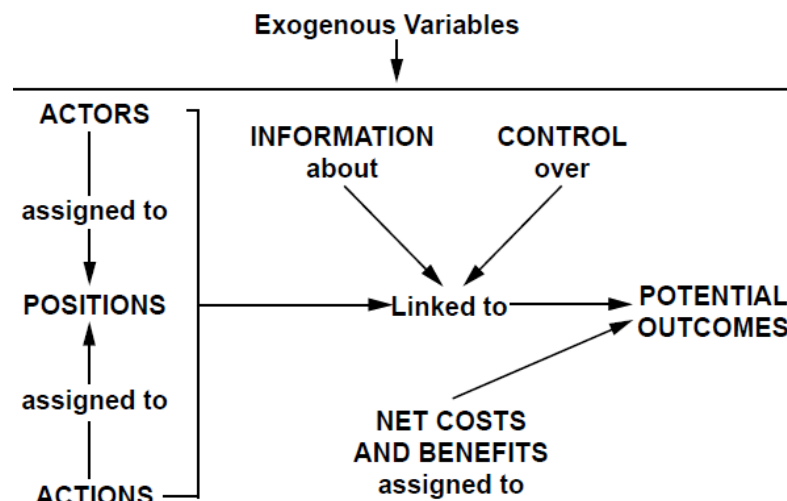 Exogenous Variables
ACTORS
INFORMATION
about
CONTROL
over
assigned to
POSITIONS
Linked to
POTENTIAL
OUTCOMES
assigned to
NET COSTS
AND BENEFITS
assigned to
ACTIONS